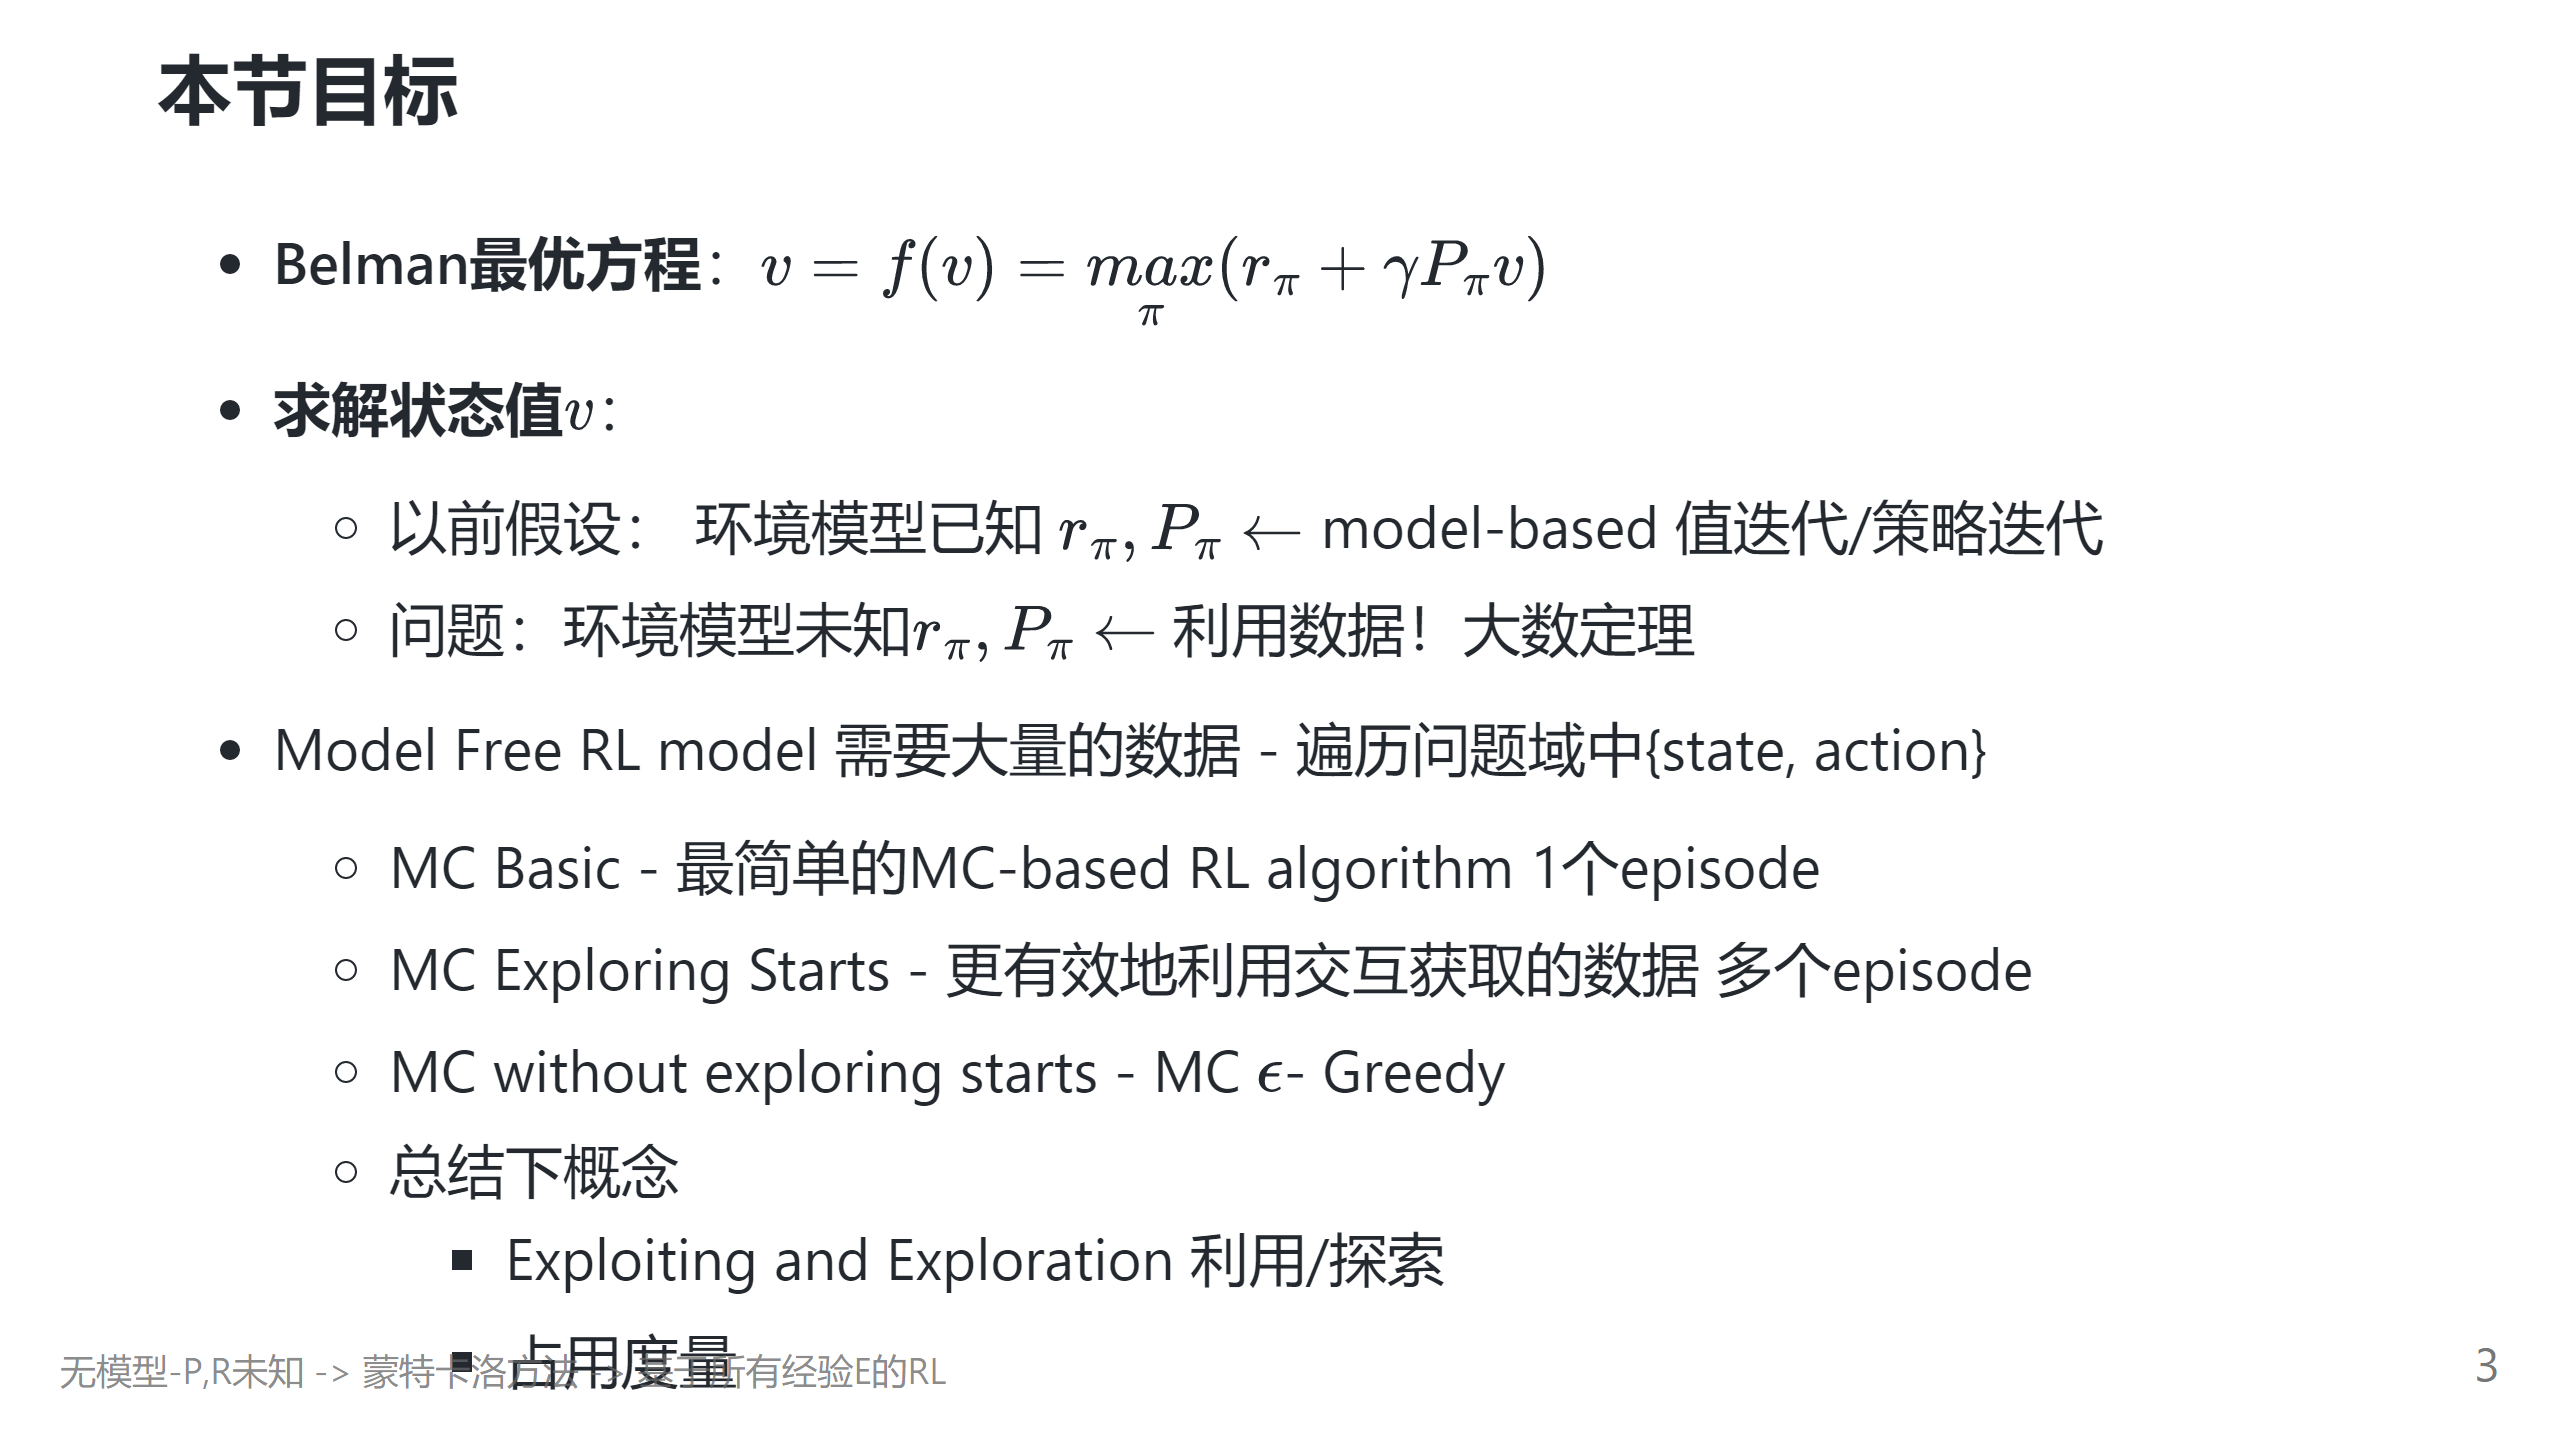 本节目标
Belman最优方程：v = f(v) = max(r_π + γP_πv)
π
求解状态值v：
以前假设： 环境模型已知 r_π, P_π ← model-based 值迭代/策略迭代
问题：环境模型未知r_π, P_π ← 利用数据！大数定理
Model Free RL model 需要大量的数据 - 遍历问题域中{state, action}
MC Basic - 最简单的MC-based RL algorithm 1个episode
MC Exploring Starts - 更有效地利用交互获取的数据 多个episode
MC without exploring starts - MC ϵ- Greedy
总结下概念
Exploiting and Exploration 利用/探索
占用度量
无模型-P,R未知 -> 蒙特卡洛方法 -> 基于所有经验E的RL
3